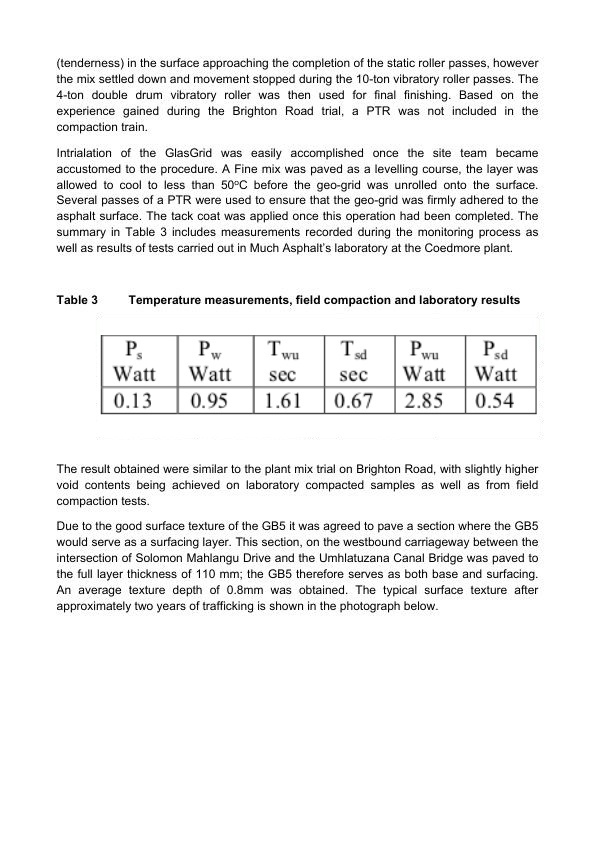 (tenderness) in the surface approaching the completion of the static roller passes, however
the mix settled down and movement stopped during the 10-ton vibratory roller passes. The
4-ton double drum vibratory roller was then used for final finishing. Based on the
experience gained during the Brighton Road trial, a PTR was not included in the
compaction train.
Intrialation of the GlasGrid was easily accomplished once the site team became
accustomed to the procedure. A Fine mix was paved as a levelling course, the layer was
allowed to cool to less than 50ºC before the geo-grid was unrolled onto the surface.
Several passes of a PTR were used to ensure that the geo-grid was firmly adhered to the
asphalt surface. The tack coat was applied once this operation had been completed. The
summary in Table 3 includes measurements recorded during the monitoring process as
well as results of tests carried out in Much Asphalt's laboratory at the Coedmore plant.
Table 3 Temperature measurements, field compaction and laboratory results
Ps Pw Twu Tsd Pwu Psd
Watt Watt sec sec Watt Watt
0.13 0.95 1.61 0.67 2.85 0.54
The result obtained were similar to the plant mix trial on Brighton Road, with slightly higher
void contents being achieved on laboratory compacted samples as well as from field
compaction tests.
Due to the good surface texture of the GB5 it was agreed to pave a section where the GB5
would serve as a surfacing layer. This section, on the westbound carriageway between the
intersection of Solomon Mahlangu Drive and the Umhlatuzana Canal Bridge was paved to
the full layer thickness of 110 mm; the GB5 therefore serves as both base and surfacing.
An average texture depth of 0.8mm was obtained. The typical surface texture after
approximately two years of trafficking is shown in the photograph below.